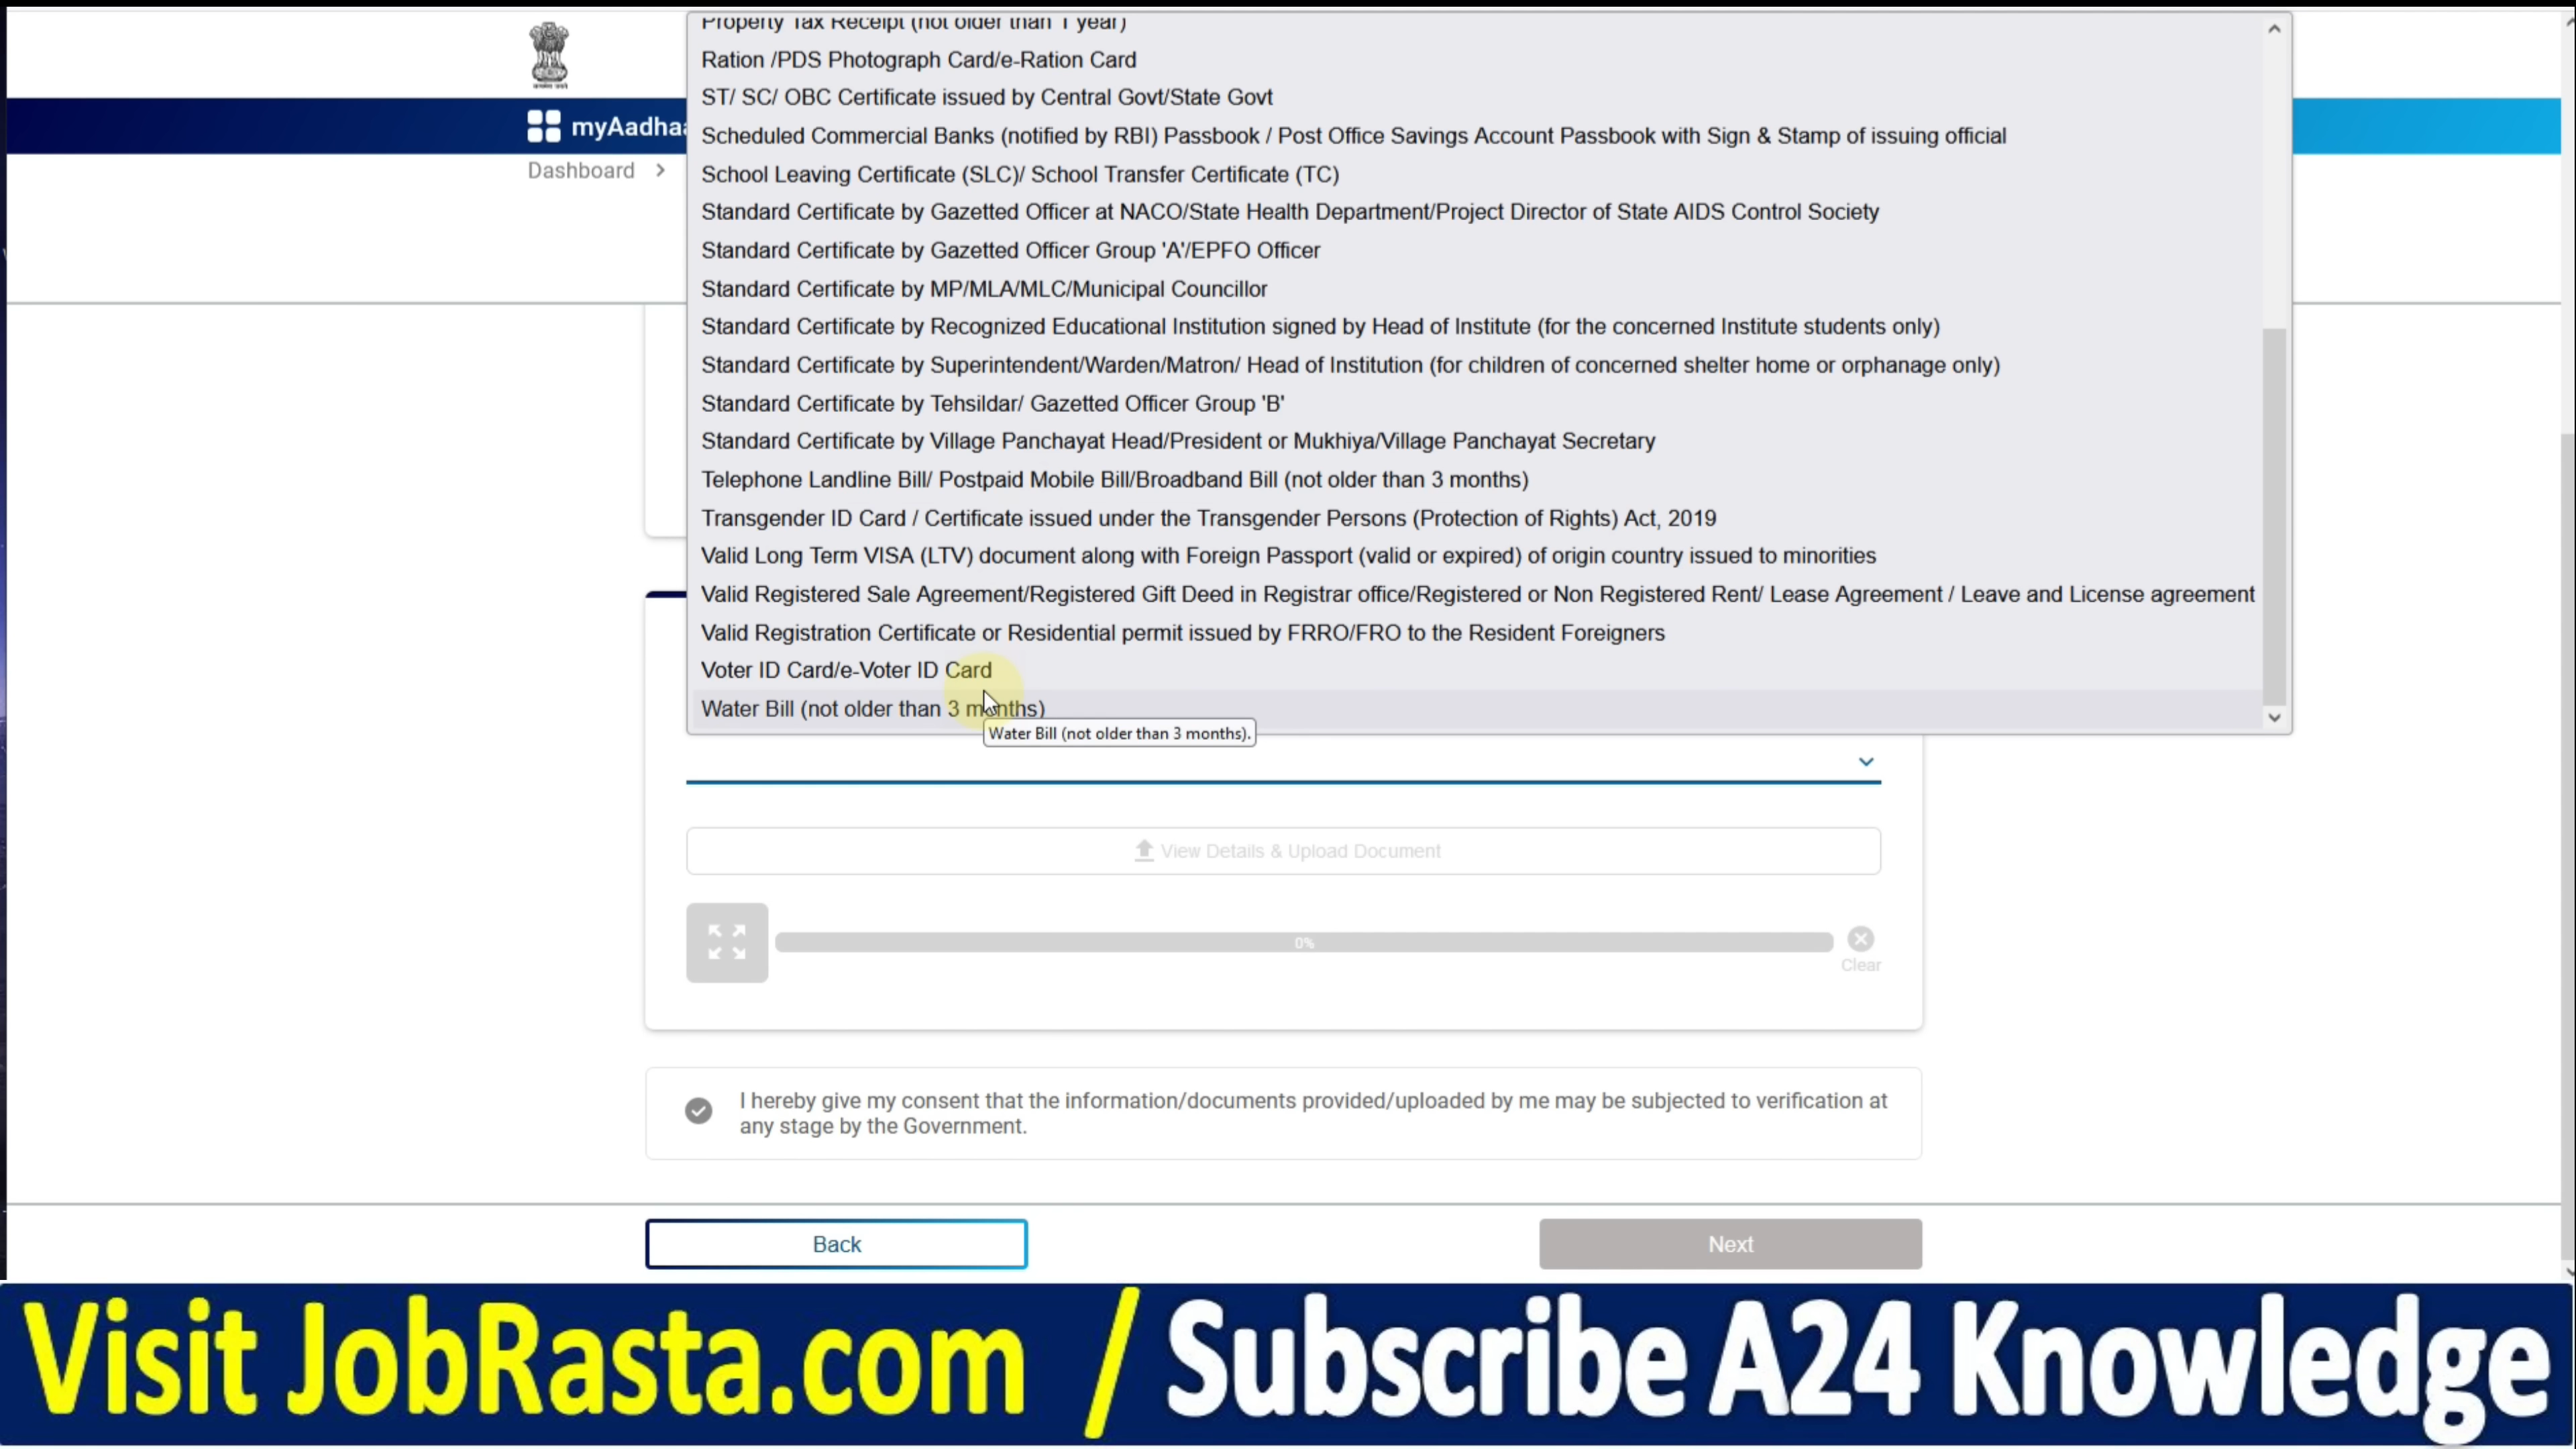 Property Tax Receipt (not older than 1 year)
Ration /PDS Photograph Card/e-Ration Card
ST/ SC/ OBC Certificate issued by Central Govt/State Govt
myAadhaa
Scheduled Commercial Banks (notified by RBI) Passbook / Post Office Savings Account Passbook with Sign & Stamp of issuing official
Dashboard >
School Leaving Certificate (SLC)/ School Transfer Certificate (TC)
Standard Certificate by Gazetted Officer at NACO/State Health Department/Project Director of State AIDS Control Society
Standard Certificate by Gazetted Officer Group 'A'/EPFO Officer
Standard Certificate by MP/MLA/MLC/Municipal Councillor
Standard Certificate by Recognized Educational Institution signed by Head of Institute (for the concerned Institute students only)
Standard Certificate by Superintendent/Warden/Matron/ Head of Institution (for children of concerned shelter home or orphanage only)
Standard Certificate by Tehsildar/ Gazetted Officer Group 'B'
Standard Certificate by Village Panchayat Head/President or Mukhiya/Village Panchayat Secretary
Telephone Landline Bill/ Postpaid Mobile Bill/Broadband Bill (not older than 3 months)
Transgender ID Card / Certificate issued under the Transgender Persons (Protection of Rights) Act, 2019
Valid Long Term VISA (LTV) document along with Foreign Passport (valid or expired) of origin country issued to minorities
Valid Registered Sale Agreement/Registered Gift Deed in Registrar office/Registered or Non Registered Rent/ Lease Agreement / Leave and License agreement
Valid Registration Certificate or Residential permit issued by FRRO/FRO to the Resident Foreigners
Voter ID Card/e-Voter ID Card
Water Bill (not older than 3 months)
Water Bill (not older than 3 months).
View Details & Upload Document
0%
Clear
I hereby give my consent that the information/documents provided/uploaded by me may be subjected to verification at
any stage by the Government.
Back
Next
Visit JobRasta.com / Subscribe A24 Knowledge